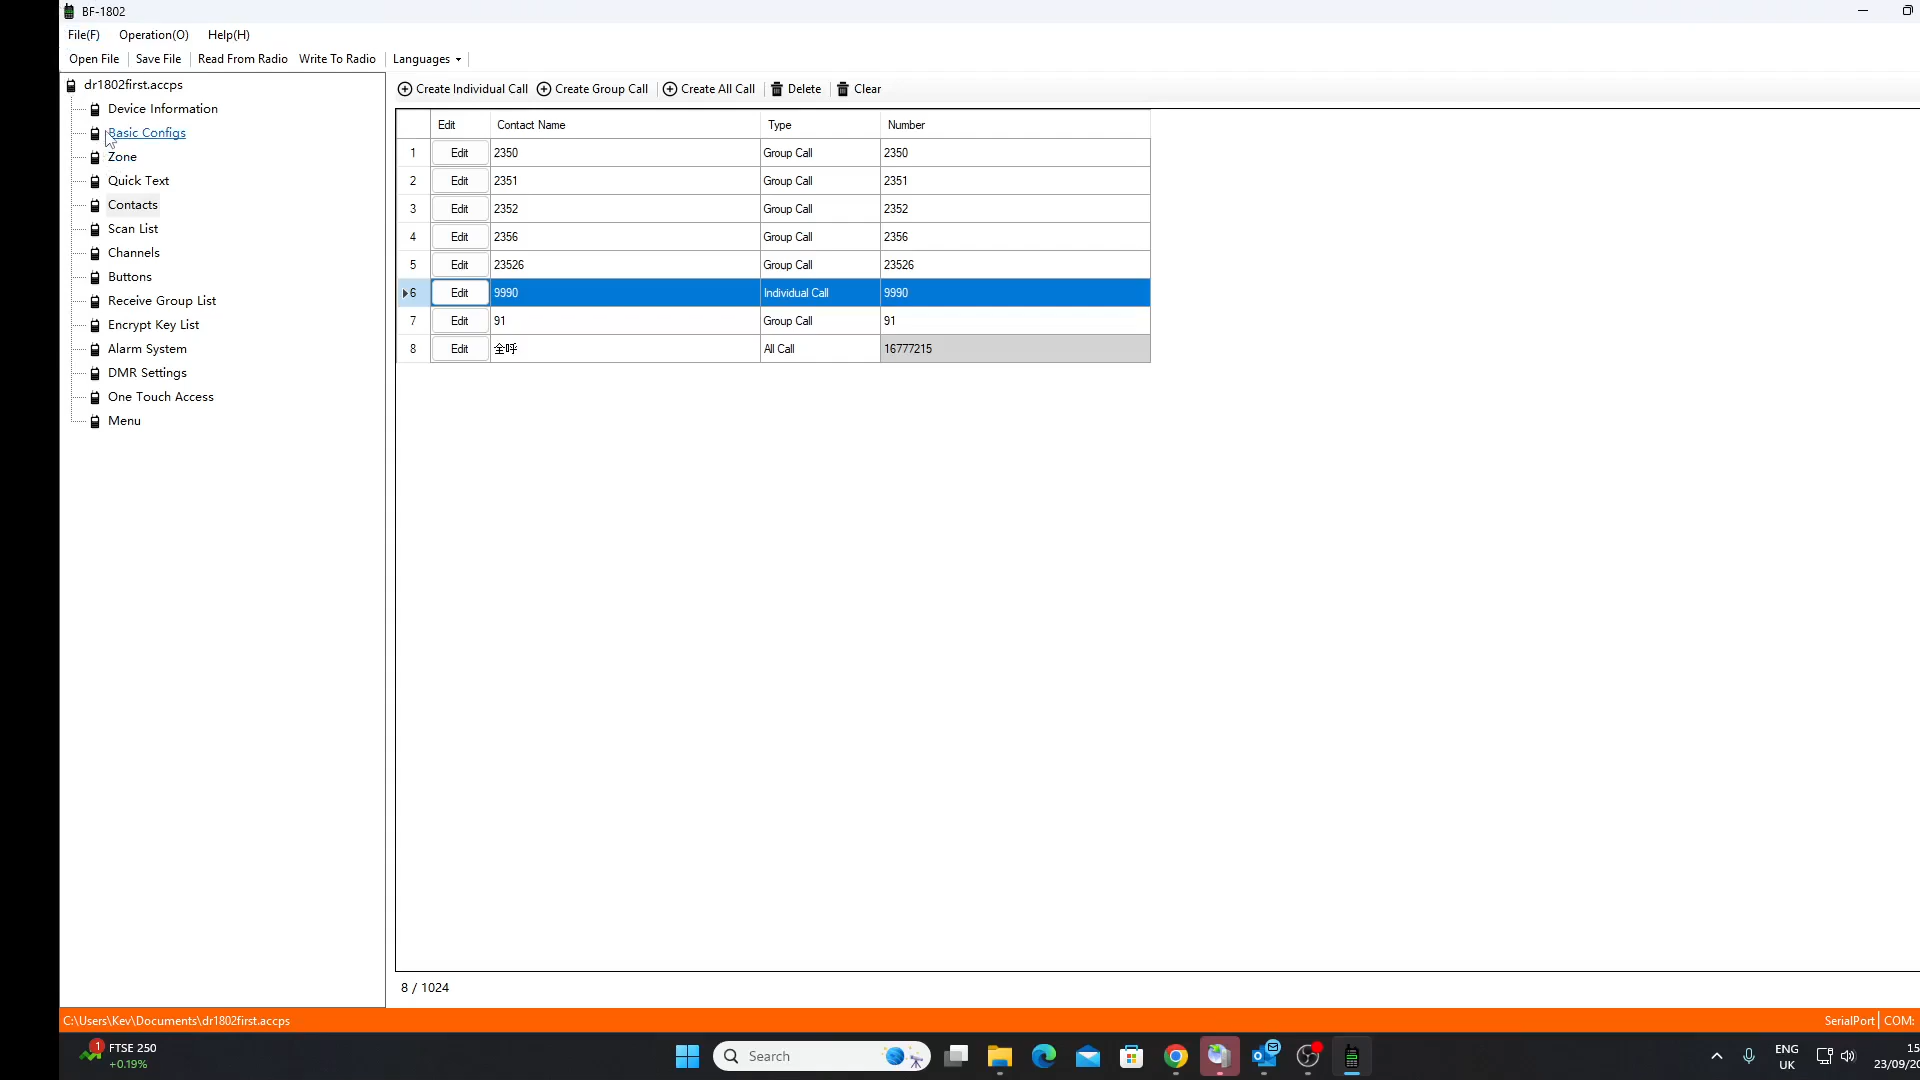 BF-1802
File(F) Operation(O) Help(H)
Open File Save File Read From Radio Write To Radio Languages
dr1802first.accps
Device Information
Basic Configs
Zone
Quick Text
Contacts
Scan List
Channels
Buttons
Receive Group List
Encrypt Key List
Alarm System
DMR Settings
One Touch Access
Menu
Create Individual Call Create Group Call Create All Call Delete Clear
Edit Contact Name Type Number
1 Edit 2350 Group Call 2350
2 Edit 2351 Group Call 2351
3 Edit 2352 Group Call 2352
4 Edit 2356 Group Call 2356
5 Edit 23526 Group Call 23526
6 Edit 9990 Individual Call 9990
7 Edit 91 Group Call 91
8 Edit 全呼 All Call 16777215
8 / 1024
C:\Users\Kev\Documents\dr1802first.accps SerialPort COM:
1 FTSE 250
+0.19%
Search
ENG
UK
15
23/09/20